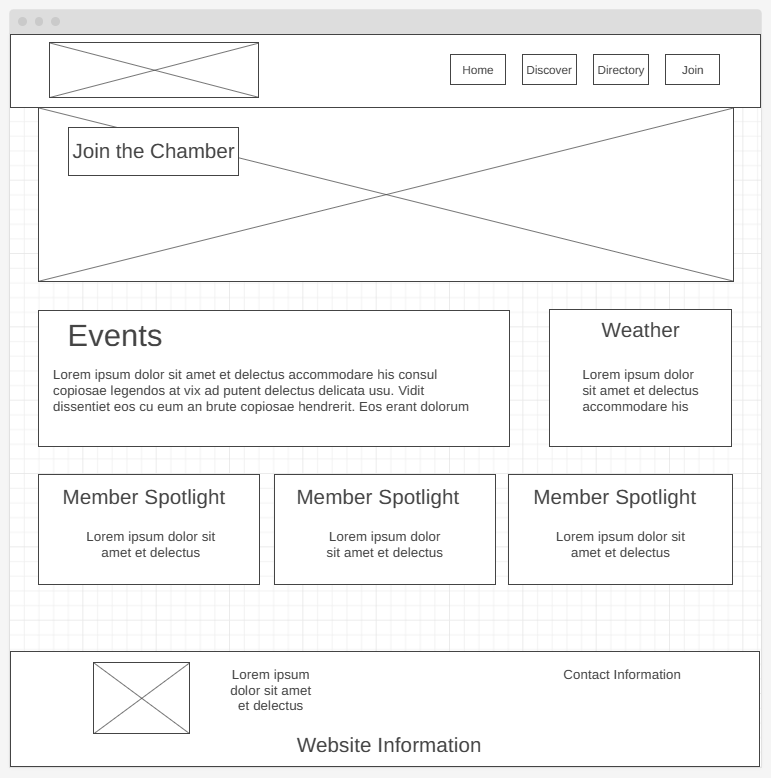 Home
Discover
Directory
Join
Join the Chamber
Events
Lorem ipsum dolor sit amet et delectus accommodare his consul
copiosae legendos at vix ad putent delectus delicata usu. Vidit
dissentiet eos cu eum an brute copiosae hendrerit. Eos erant dolorum
Weather
Lorem ipsum dolor
sit amet et delectus
accommodare his
Member Spotlight
Lorem ipsum dolor sit
amet et delectus
Member Spotlight
Lorem ipsum dolor
sit amet et delectus
Member Spotlight
Lorem ipsum dolor sit
amet et delectus
Lorem ipsum
dolor sit amet
et delectus
Contact Information
Website Information